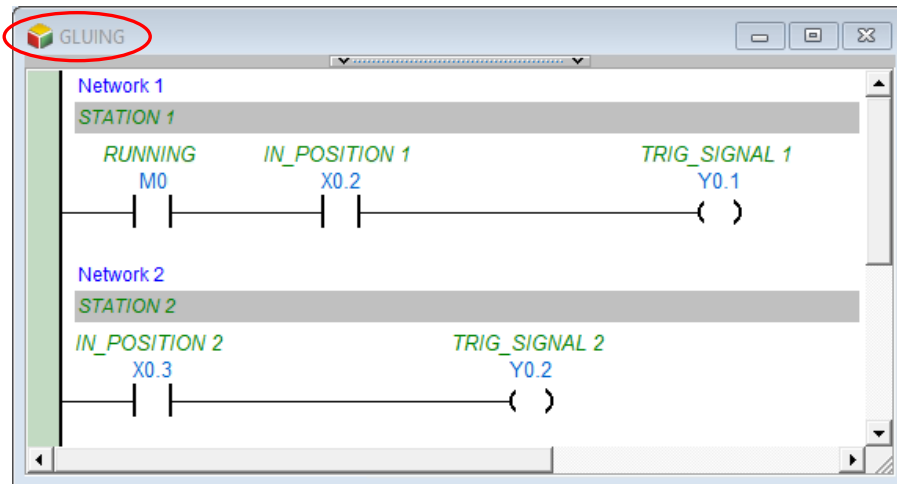 GLUING
Network 1
STATION 1
RUNNING IN_POSITION 1 TRIG_SIGNAL 1
M0 X0.2 Y0.1
Network 2
STATION 2
IN_POSITION 2 TRIG_SIGNAL 2
X0.3 Y0.2